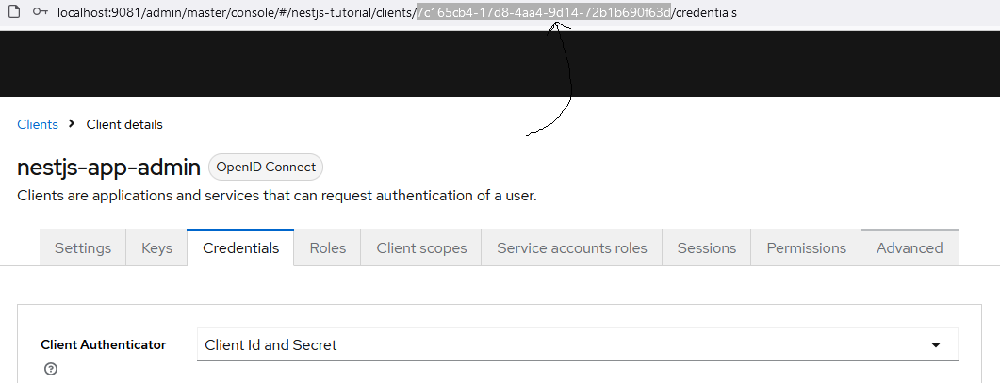 localhost:9081/admin/master/console/#/nestjs-tutorial/clients/7c165cb4-17d8-4aa4-9d14-72b1b690f63d/credentials
Clients > Client details
nestjs-app-admin OpenID Connect
Clients are applications and services that can request authentication of a user.
Settings Keys Credentials Roles Client scopes Service accounts roles Sessions Permissions Advanced
Client Authenticator Client Id and Secret
?